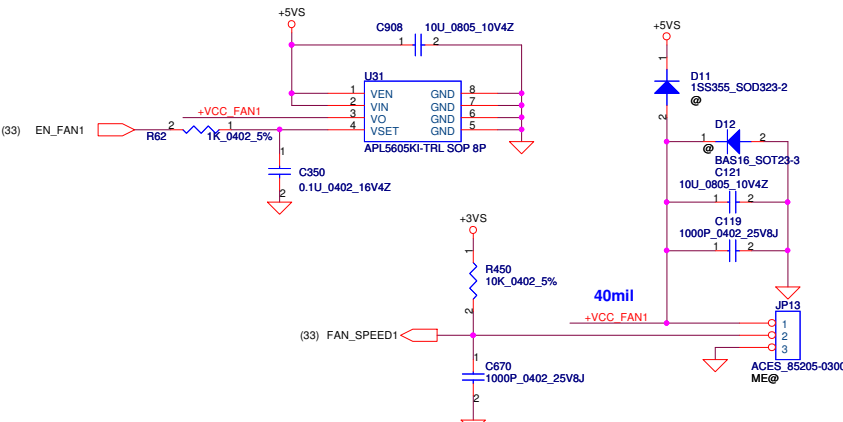 +5VS
C908 10U_0805_10V4Z
1 2
U31
1 VEN GND 8
2 VIN GND 7
+VCC_FAN1 3 VO GND 6
4 VSET GND 5
APL5605KI-TRL SOP 8P
(33) EN_FAN1
R62 2 1 1K_0402_5%
1
C350
0.1U_0402_16V4Z
2
+5VS
1
D11
1SS355_SOD323-2
@
2
D12
1 2
@
BAS16_SOT23-3
C121
10U_0805_10V4Z
1 2
C119
1000P_0402_25V8J
1 2
+3VS
1
R450
10K_0402_5%
2
40mil
+VCC_FAN1
JP13
1
2
3
ACES_85205-0300
ME@
(33) FAN_SPEED1
1
C670
1000P_0402_25V8J
2